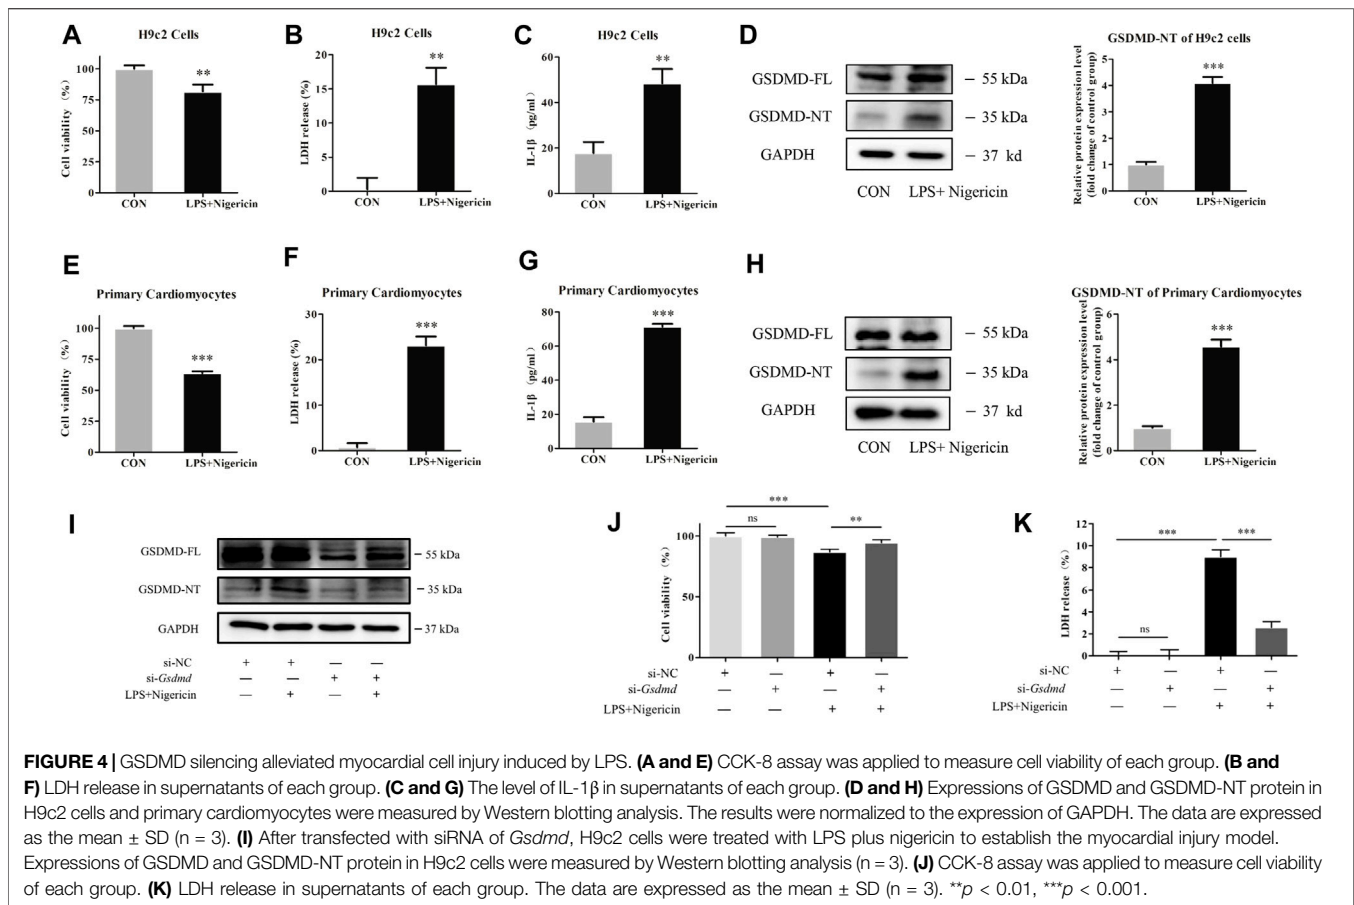 A
H9c2 Cells
Cell viability (%)
100
75
50
25
0
**
CON
LPS+Nigericin
B
H9c2 Cells
LDH release (%)
20
15
10
5
0
**
CON
LPS+Nigericin
C
H9c2 Cells
IL-1β (pg/ml)
60
40
20
0
**
CON
LPS+Nigericin
D
GSDMD-FL
– 55 kDa
GSDMD-NT
– 35 kDa
GAPDH
– 37 kd
CON LPS+ Nigericin
GSDMD-NT of H9c2 cells
Relative protein expression level
(fold change of control group)
5
4
3
2
1
0
***
CON
LPS+Nigericin
E
Primary Cardiomyocytes
Cell viability (%)
100
75
50
25
0
***
CON
LPS+Nigericin
F
Primary Cardiomyocytes
LDH release (%)
30
20
10
0
***
CON
LPS+Nigericin
G
Primary Cardiomyocytes
IL-1β (pg/ml)
80
60
40
20
0
***
CON
LPS+Nigericin
H
GSDMD-FL
– 55 kDa
GSDMD-NT
– 35 kDa
GAPDH
– 37 kd
CON LPS+ Nigericin
GSDMD-NT of Primary Cardiomyocytes
Relative protein expression level
(fold change of control group)
6
4
2
0
***
CON
LPS+Nigericin
I
GSDMD-FL
– 55 kDa
GSDMD-NT
– 35 kDa
GAPDH
– 37 kDa
si-NC + + — —
si-Gsdmd — — + +
LPS+Nigericin — + — +
J
Cell viability (%)
100
50
0
***
ns
**
si-NC + — + —
si-Gsdmd — + — +
LPS+Nigericin — — + +
K
LDH release (%)
12
10
8
6
4
2
0
***
***
ns
si-NC + — + —
si-Gsdmd — + — +
LPS+Nigericin — — + +
FIGURE 4 | GSDMD silencing alleviated myocardial cell injury induced by LPS. (A and E) CCK-8 assay was applied to measure cell viability of each group. (B and
F) LDH release in supernatants of each group. (C and G) The level of IL-1β in supernatants of each group. (D and H) Expressions of GSDMD and GSDMD-NT protein in
H9c2 cells and primary cardiomyocytes were measured by Western blotting analysis. The results were normalized to the expression of GAPDH. The data are expressed
as the mean ± SD (n = 3). (I) After transfected with siRNA of Gsdmd, H9c2 cells were treated with LPS plus nigericin to establish the myocardial injury model.
Expressions of GSDMD and GSDMD-NT protein in H9c2 cells were measured by Western blotting analysis (n = 3). (J) CCK-8 assay was applied to measure cell viability
of each group. (K) LDH release in supernatants of each group. The data are expressed as the mean ± SD (n = 3). **p < 0.01, ***p < 0.001.